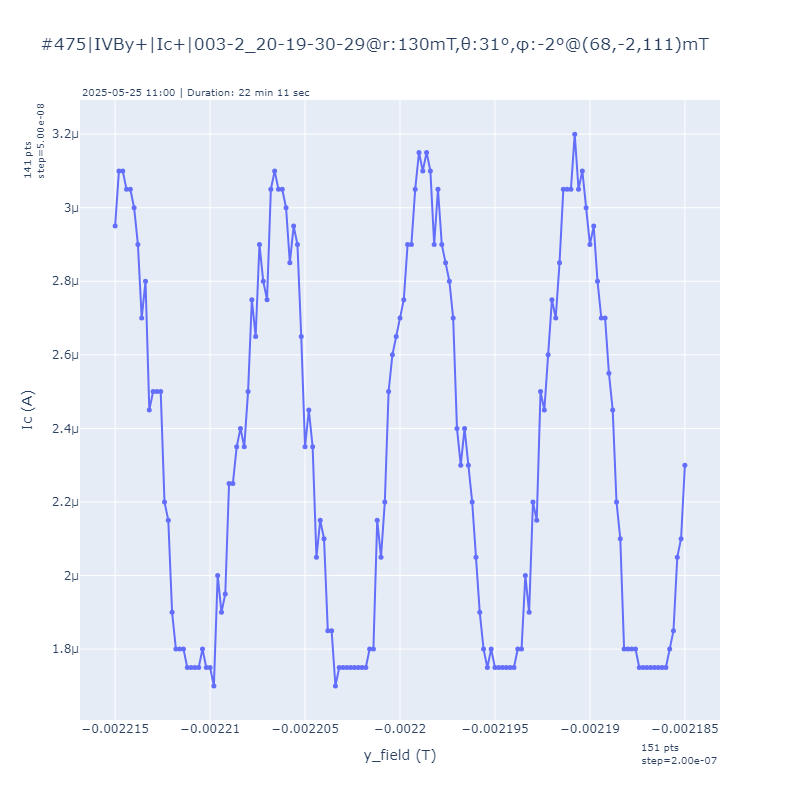 #475|IVBy+|Ic+|003-2_20-19-30-29@r:130mT,θ:31°,φ:-2°@(68,-2,111)mT
2025-05-25 11:00 | Duration: 22 min 11 sec
141 pts
step=5.00e-08
3.2μ
3μ
2.8μ
2.6μ
2.4μ
2.2μ
2μ
1.8μ
Ic (A)
−0.002215
−0.00221
−0.002205
−0.0022
−0.002195
−0.00219
−0.002185
y_field (T)
151 pts
step=2.00e-07